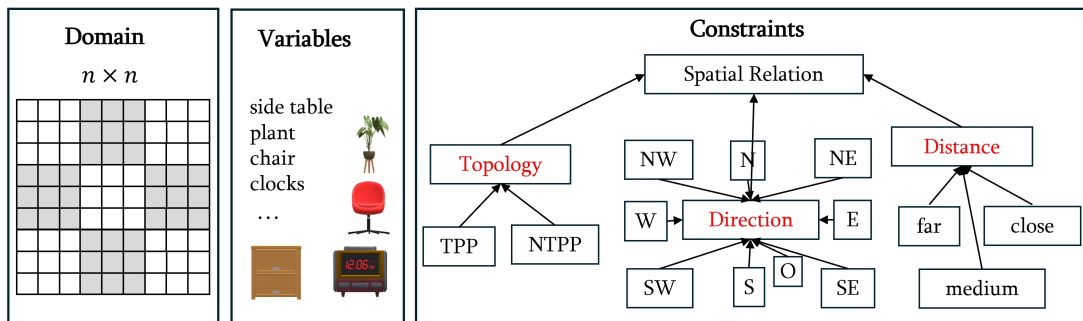 Domain
n × n
Variables
side table
plant
chair
clocks
...
12:06 PM
Constraints
Spatial Relation
Topology
TPP
NTPP
NW
N
NE
W
Direction
E
SW
S
O
SE
Distance
far
close
medium